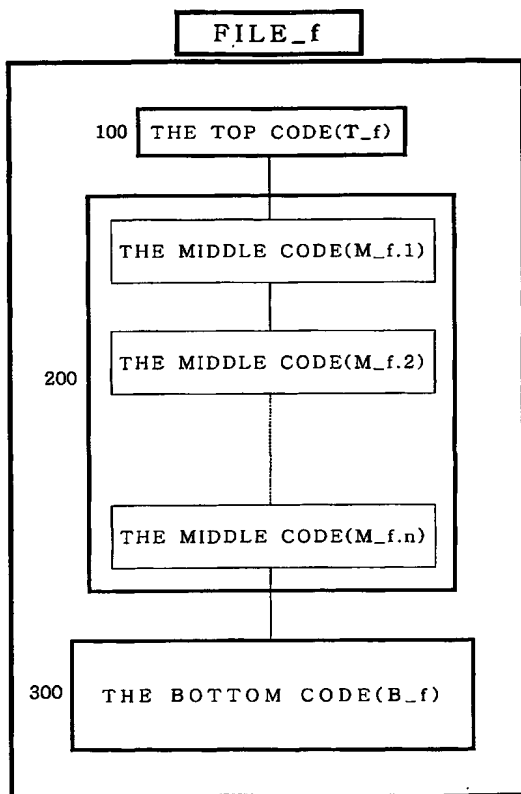 FILE_f
100 THE TOP CODE(T_f)
THE MIDDLE CODE(M_f.1)
THE MIDDLE CODE(M_f.2)
200
THE MIDDLE CODE(M_f.n)
300 THE BOTTOM CODE(B_f)